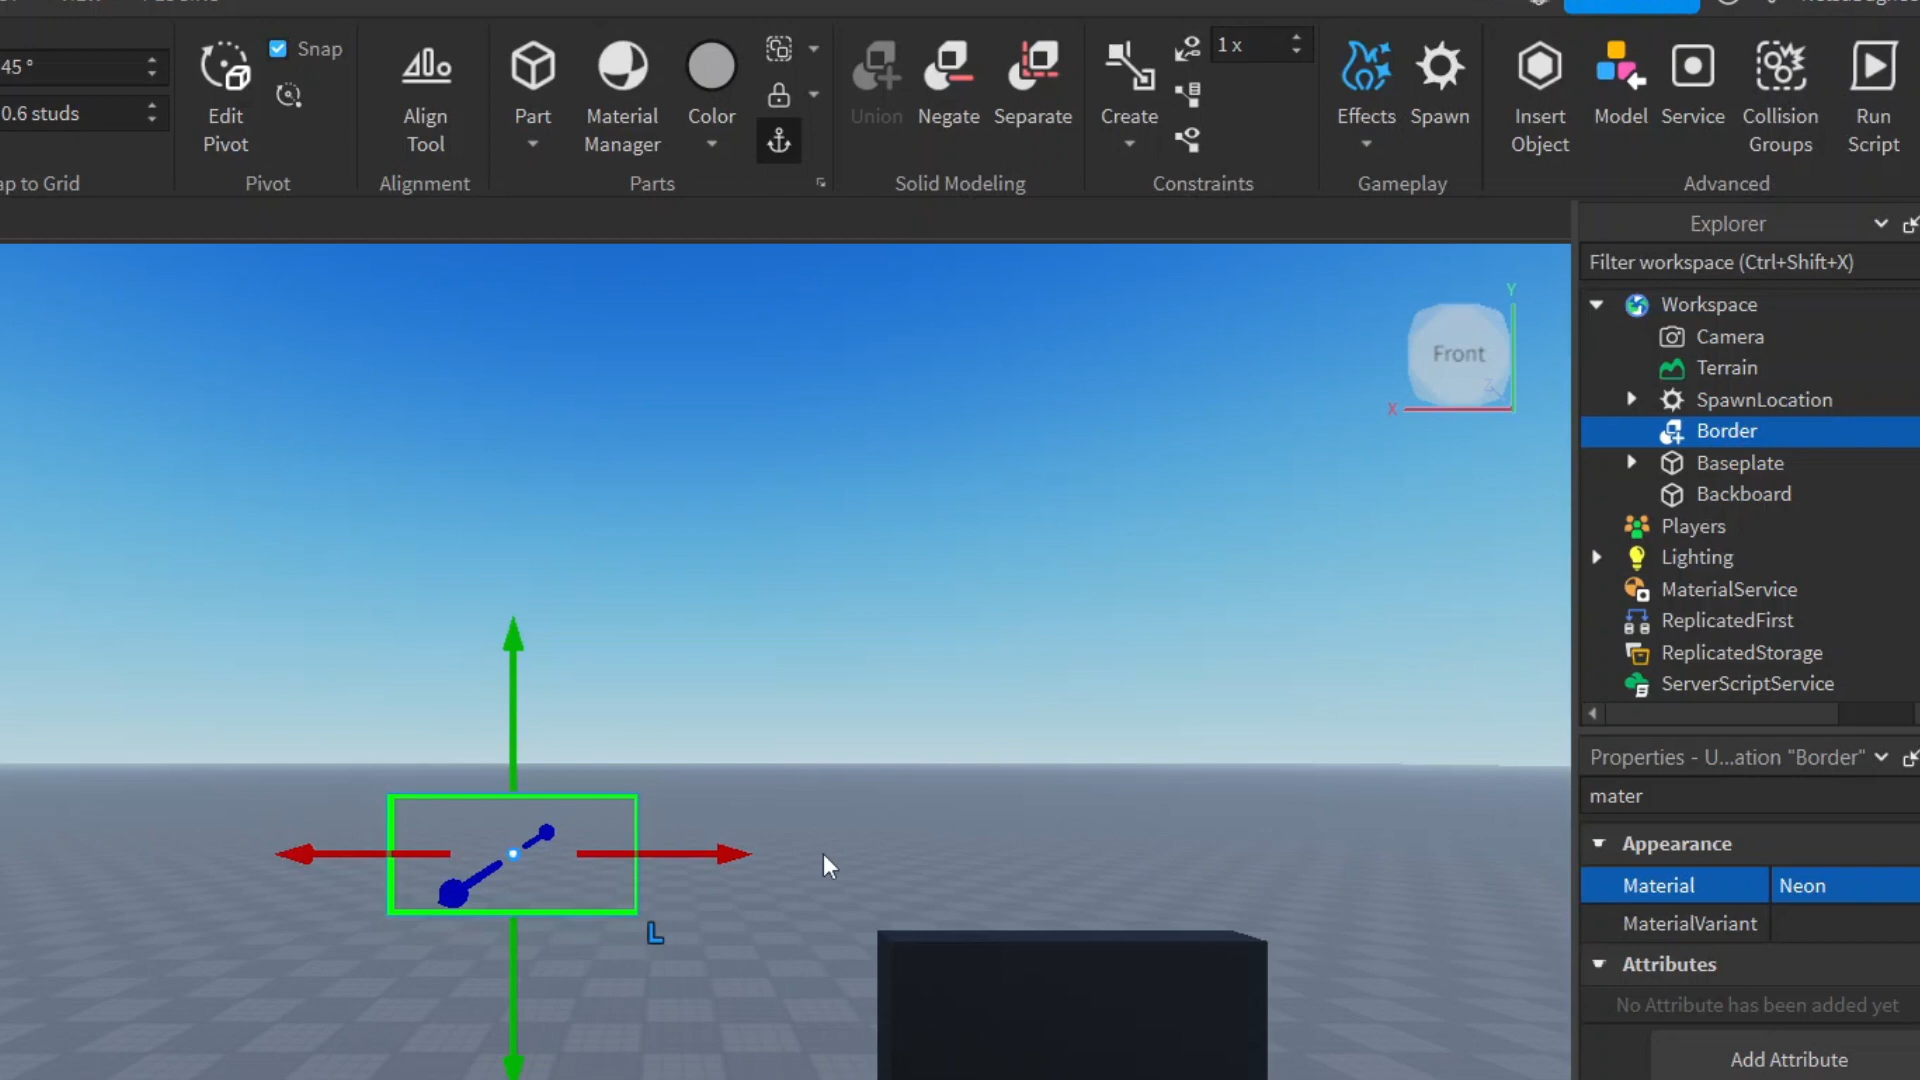 45 °
0.6 studs
Snap
1 x
Edit
Pivot
Align
Tool
Part
Material
Manager
Color
Union
Negate
Separate
Create
Effects
Spawn
Insert
Object
Model
Service
Collision
Groups
Run
Script
ap to Grid
Pivot
Alignment
Parts
Solid Modeling
Constraints
Gameplay
Advanced
Explorer
Filter workspace (Ctrl+Shift+X)
Workspace
Camera
Terrain
SpawnLocation
Border
Baseplate
Backboard
Players
Lighting
MaterialService
ReplicatedFirst
ReplicatedStorage
ServerScriptService
Y
Front
Z
X
L
Properties - U...ation "Border"
mater
Appearance
Material Neon
MaterialVariant
Attributes
No Attribute has been added yet
Add Attribute